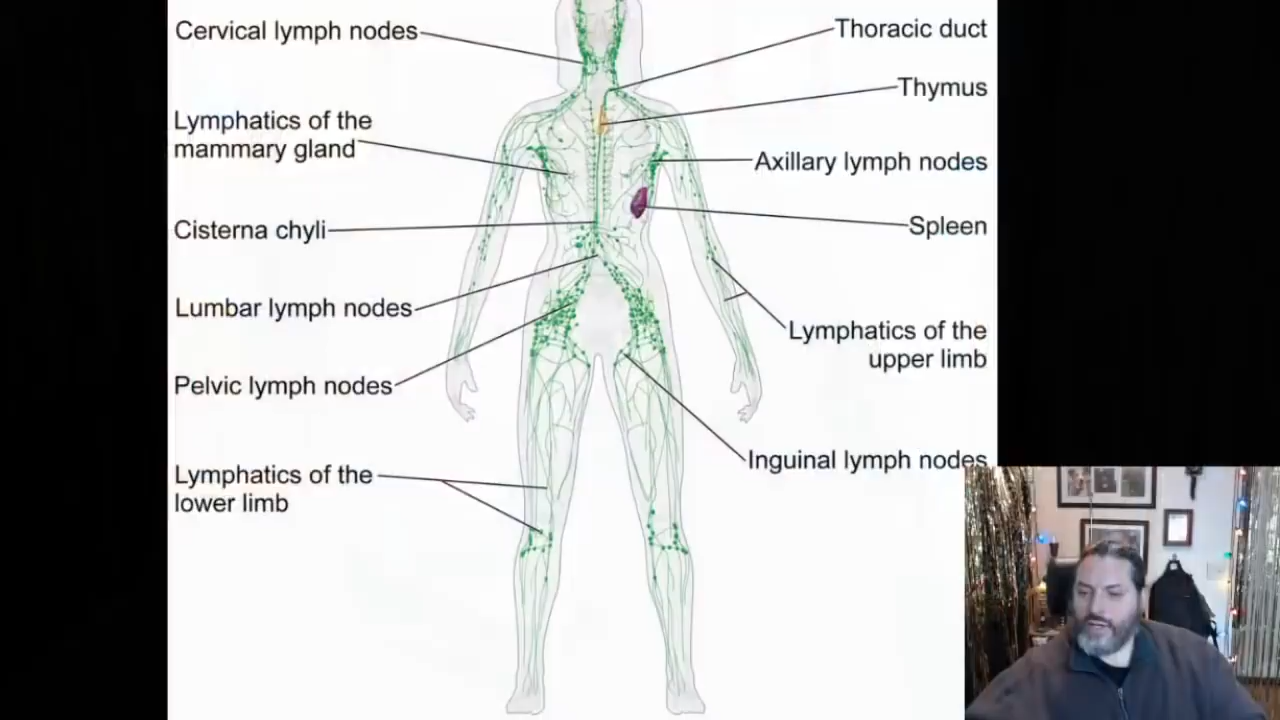 Cervical lymph nodes
Thoracic duct
Thymus
Lymphatics of the
mammary gland
Axillary lymph nodes
Cisterna chyli
Spleen
Lumbar lymph nodes
Lymphatics of the
upper limb
Pelvic lymph nodes
Inguinal lymph nodes
Lymphatics of the
lower limb